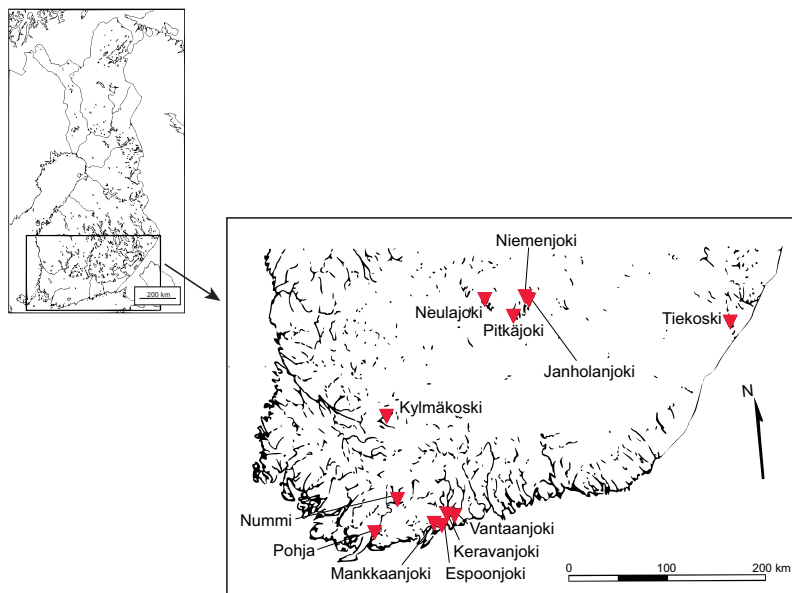 200 km
Niemenjoki
Neulajoki
Pitkäjoki
Tiekoski
Janholanjoki
N
Kylmäkoski
Nummi
Vantaanjoki
Pohja
Keravanjoki
Mankkaanjoki
Espoonjoki
0 100 200 km